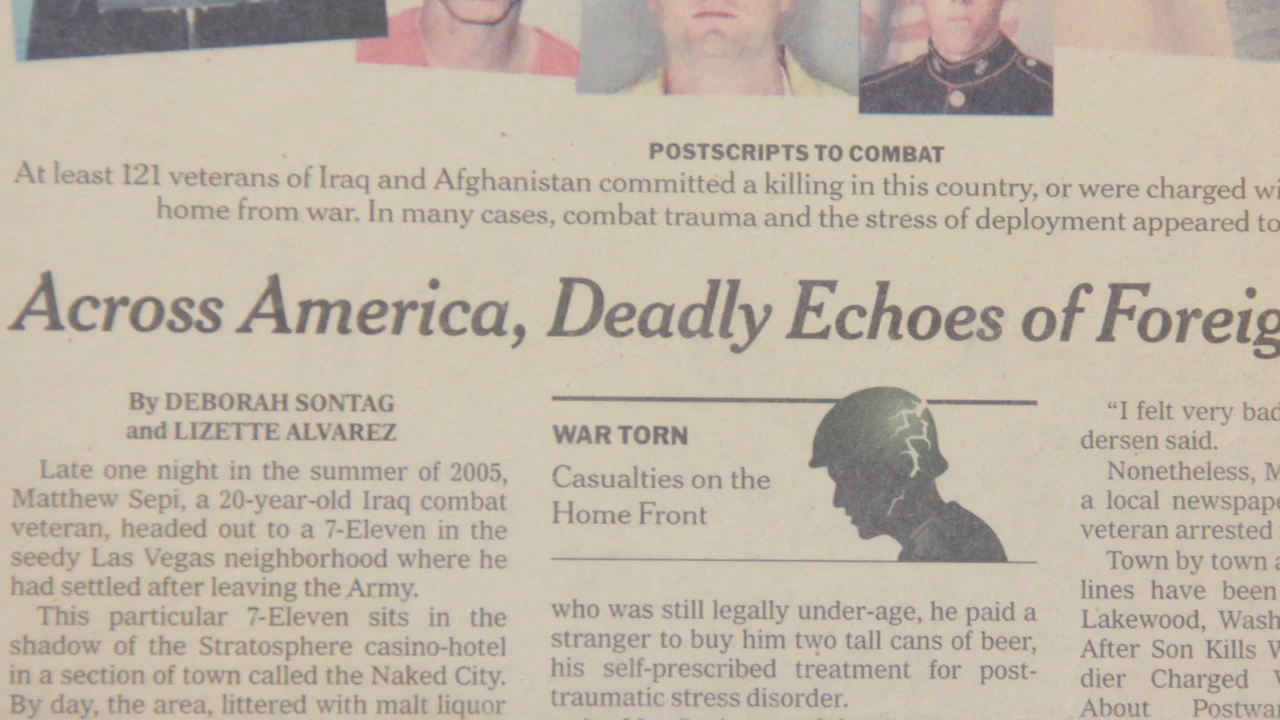 POSTSCRIPTS TO COMBAT
At least 121 veterans of Iraq and Afghanistan committed a killing in this country, or were charged
home from war. In many cases, combat trauma and the stress of deployment appeared to
Across America, Deadly Echoes of
By DEBORAH SONTAG
and LIZETTE ALVAREZ
Late one night in the summer of 2005,
Matthew Sepi, a 20-year-old Iraq combat
veteran, headed out to a 7-Eleven in the
seedy Las Vegas neighborhood where he
had settled after leaving the Army.
This particular 7-Eleven sits in the
shadow of the Stratosphere casino-hotel
in a section of town called the Naked City.
By day, the area, littered with malt liquor
WAR TORN
Casualties on the
Home Front
who was still legally under-age, he paid a
stranger to buy him two tall cans of beer,
his self-prescribed treatment for post-
traumatic stress disorder.
“I felt very bad
dersen said.
Nonetheless,
a local
veteran arrested
Town by town
lines have been
Lakewood,
After Son Kills
dier Charged
About